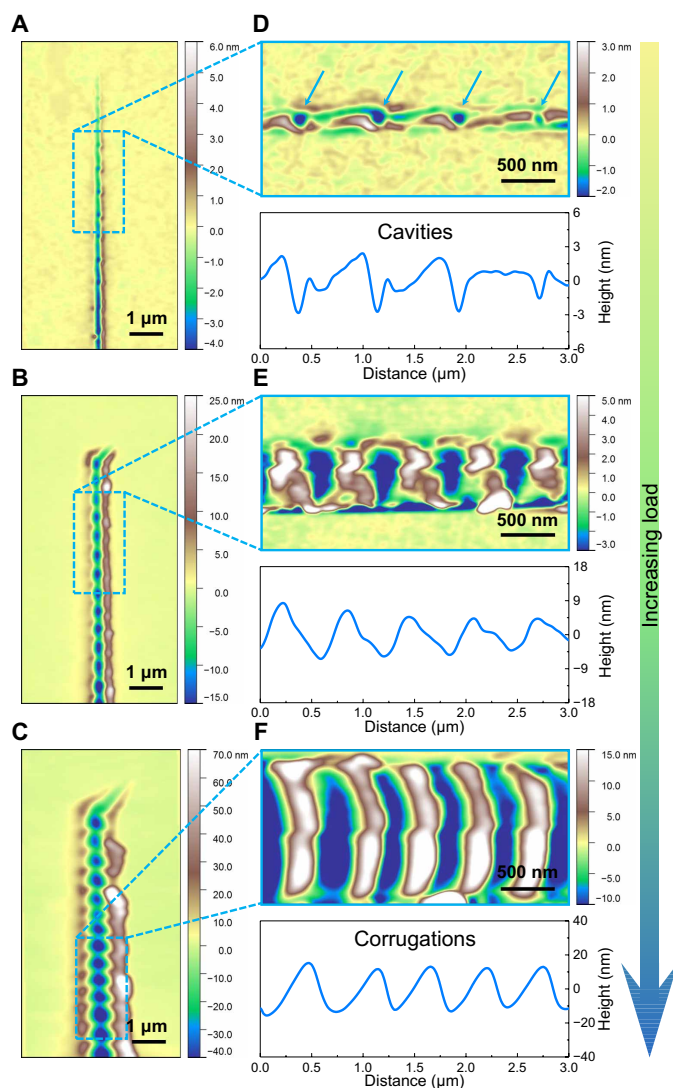 A
6.0 nm
5.0
4.0
3.0
2.0
1.0
0.0
−1.0
−2.0
−3.0
−4.0
1 µm
D
3.0 nm
2.0
1.0
0.0
−1.0
−2.0
500 nm
Cavities
6
3
0
-3
-6
Height (nm)
0.0 0.5 1.0 1.5 2.0 2.5 3.0
Distance (µm)
B
25.0 nm
20.0
15.0
10.0
5.0
0.0
−5.0
−10.0
−15.0
1 µm
E
5.0 nm
4.0
3.0
2.0
1.0
0.0
−1.0
−2.0
−3.0
500 nm
18
9
0
−9
−18
Height (nm)
0.0 0.5 1.0 1.5 2.0 2.5 3.0
Distance (µm)
C
70.0 nm
60.0
50.0
40.0
30.0
20.0
10.0
0.0
−10.0
−20.0
−30.0
−40.0
1 µm
F
15.0 nm
10.0
5.0
0.0
−5.0
−10.0
500 nm
Corrugations
40
20
0
−20
−40
Height (nm)
0.0 0.5 1.0 1.5 2.0 2.5 3.0
Distance (µm)
Increasing load